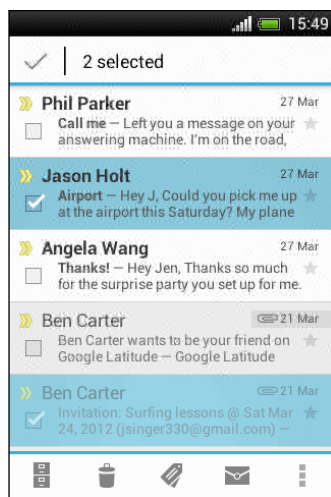 15:49
2 selected
Phil Parker 27 Mar
Call me – Left you a message on your
answering machine. I'm on the road,
Jason Holt 27 Mar
Airport – Hey J, Could you pick me up
at the airport this Saturday? My plane
Angela Wang 27 Mar
Thanks! – Hey Jen, Thanks so much
for the surprise party you set up for me.
Ben Carter 21 Mar
Ben Carter wants to be your friend on
Google Latitude – Google Latitude
Ben Carter 21 Mar
Invitation: Surfing lessons @ Sat Mar
24, 2012 (jsinger330@gmail.com) –